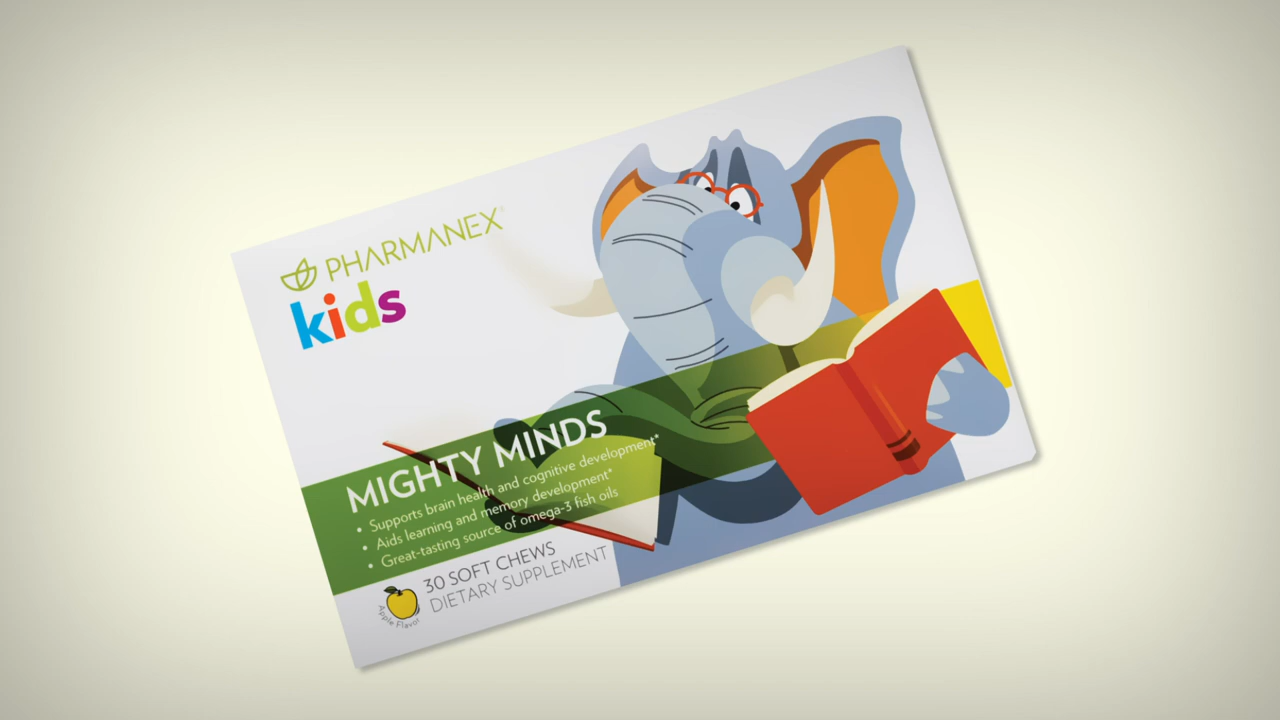 PHARMANEX®
kids
MIGHTY MINDS
• Supports brain health and cognitive development*
• Aids learning and memory development*
• Great-tasting source of omega-3 fish oils
30 SOFT CHEWS
DIETARY SUPPLEMENT
Apple Flavor